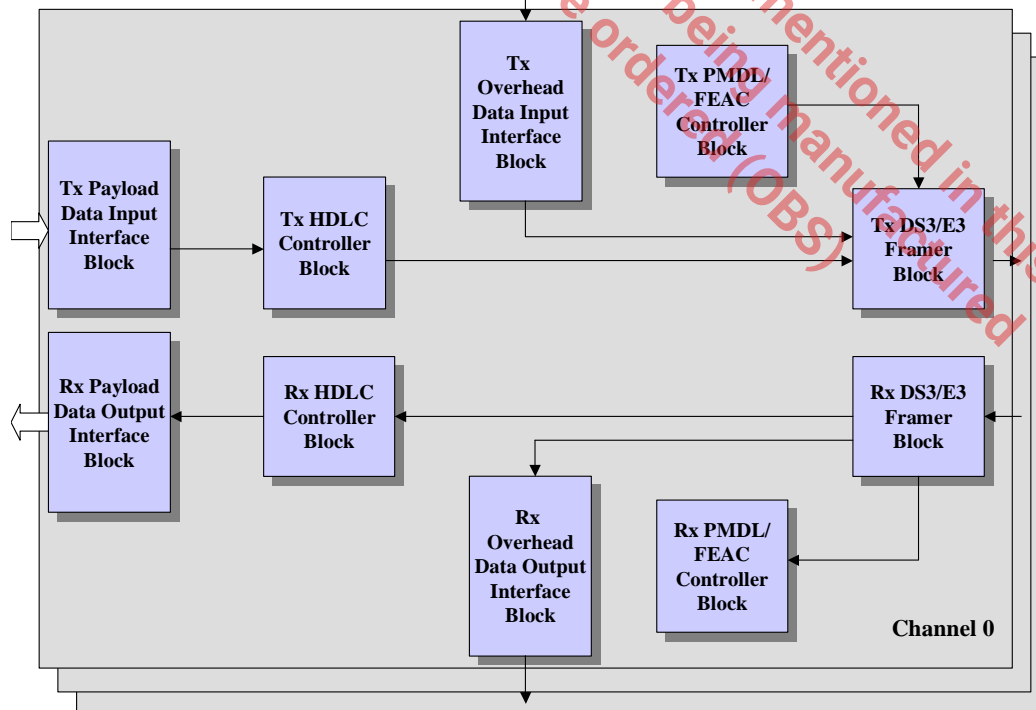 Tx
Overhead
Data Input
Interface
Block
Tx PMDL/
FEAC
Controller
Block
Tx Payload
Data Input
Interface
Block
Tx HDLC
Controller
Block
Tx DS3/E3
Framer
Block
Rx Payload
Data Output
Interface
Block
Rx HDLC
Controller
Block
Rx DS3/E3
Framer
Block
Rx
Overhead
Data Output
Interface
Block
Rx PMDL/
FEAC
Controller
Block
Channel 0
mentioned in this
being manufactured
ordered (OBS)